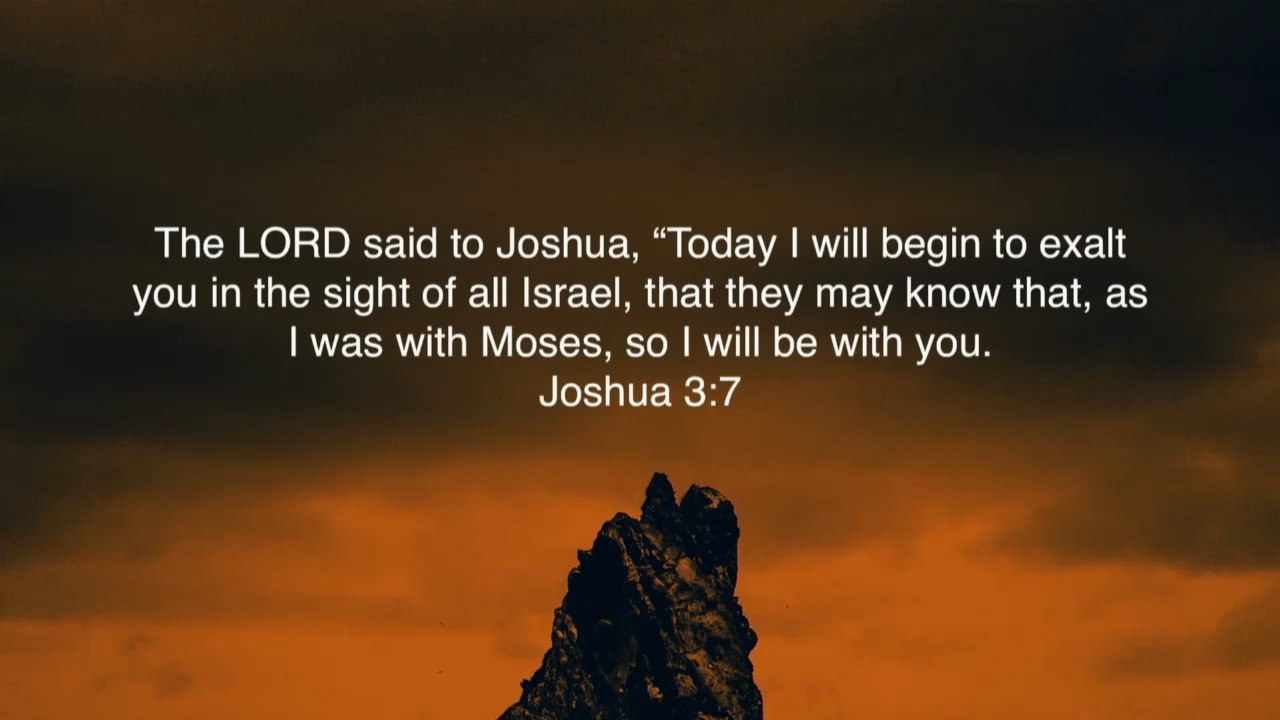 The LORD said to Joshua, “Today I will begin to exalt
you in the sight of all Israel, that they may know that, as
I was with Moses, so I will be with you.
Joshua 3:7